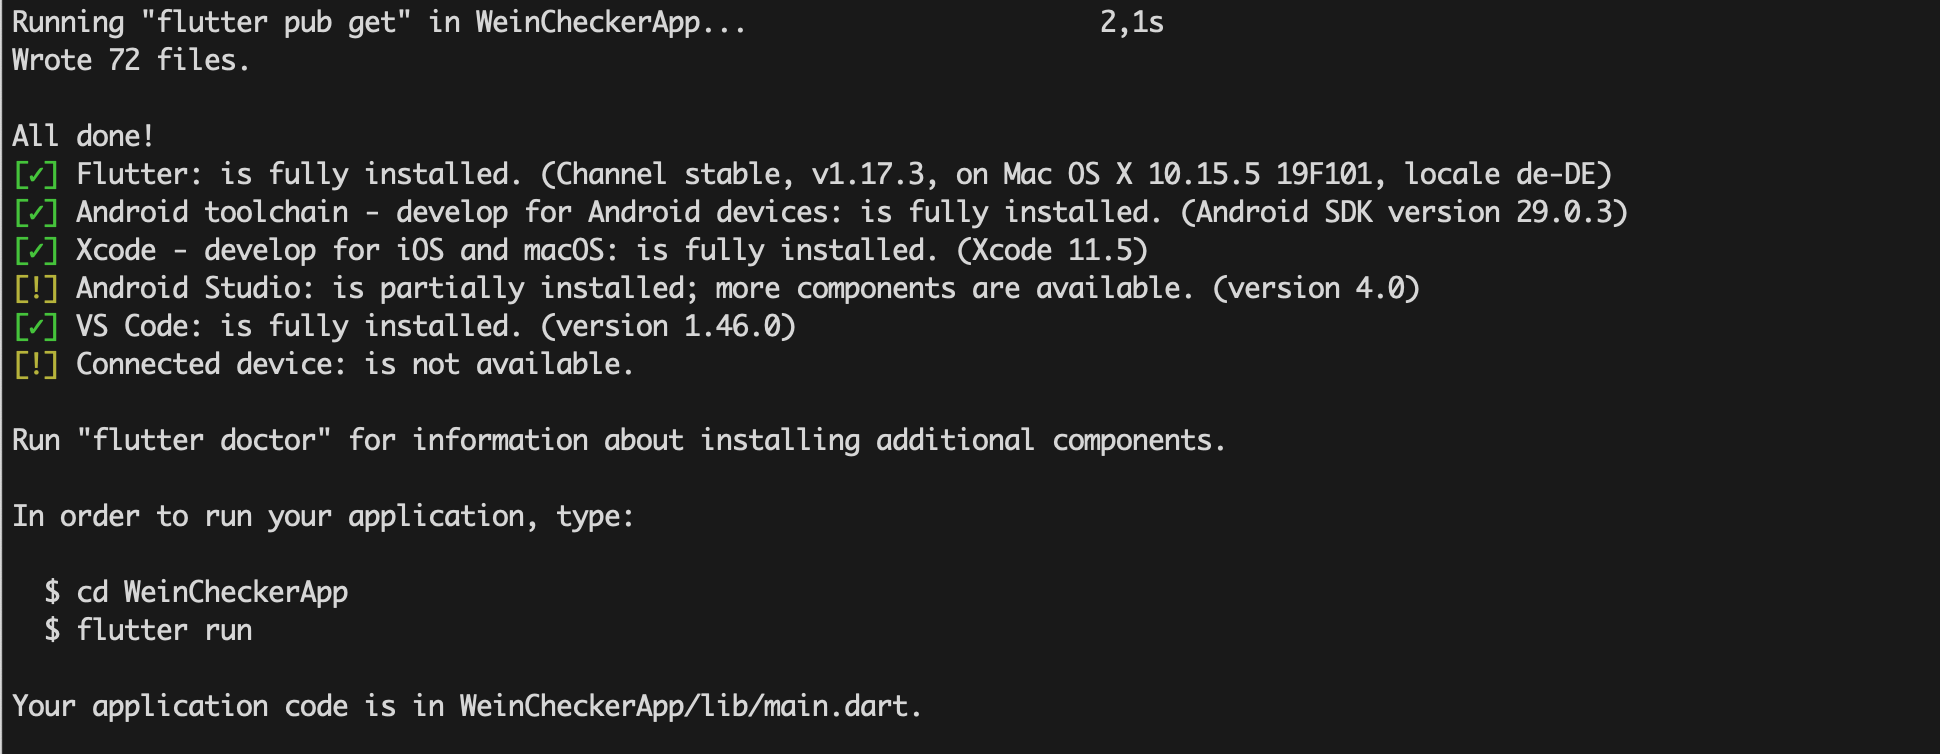 Running "flutter pub get" in WeinCheckerApp... 2,1s
Wrote 72 files.
All done!
[✓] Flutter: is fully installed. (Channel stable, v1.17.3, on Mac OS X 10.15.5 19F101, locale de-DE)
[✓] Android toolchain - develop for Android devices: is fully installed. (Android SDK version 29.0.3)
[✓] Xcode - develop for iOS and macOS: is fully installed. (Xcode 11.5)
[!] Android Studio: is partially installed; more components are available. (version 4.0)
[✓] VS Code: is fully installed. (version 1.46.0)
[!] Connected device: is not available.
Run "flutter doctor" for information about installing additional components.
In order to run your application, type:
$ cd WeinCheckerApp
$ flutter run
Your application code is in WeinCheckerApp/lib/main.dart.